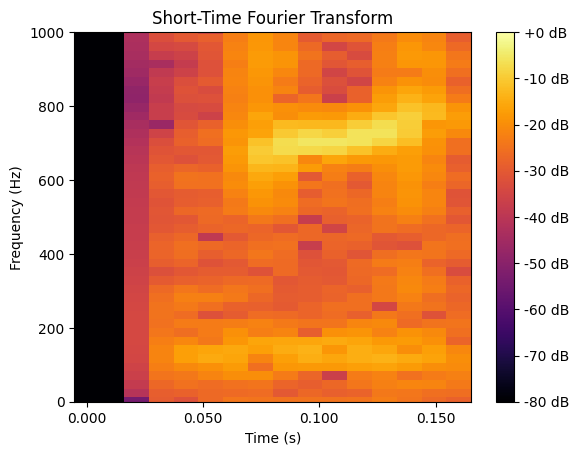 Short-Time Fourier Transform
1000
800
600
400
200
0
Frequency (Hz)
0.000
0.050
0.100
0.150
Time (s)
+0 dB
-10 dB
-20 dB
-30 dB
-40 dB
-50 dB
-60 dB
-70 dB
-80 dB